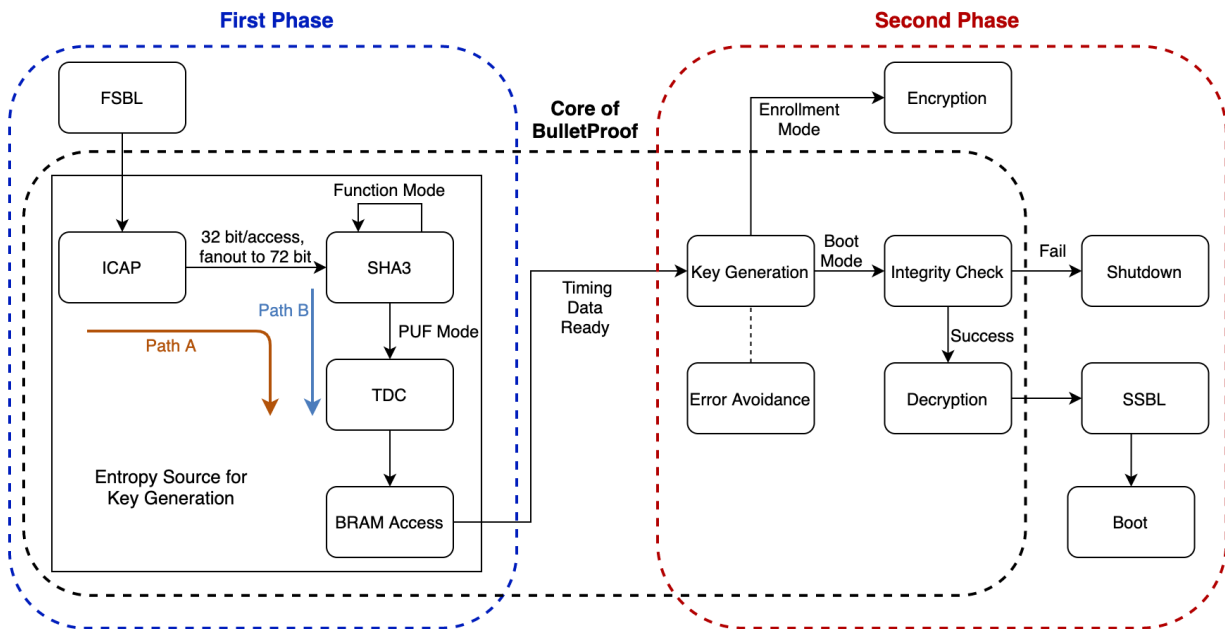 First Phase
Second Phase
FSBL
Core of
BulletProof
Enrollment
Mode
Encryption
Function Mode
ICAP
32 bit/access,
fanout to 72 bit
SHA3
Path B
Path A
PUF Mode
TDC
Entropy Source for
Key Generation
BRAM Access
Timing
Data
Ready
Key Generation
Boot
Mode
Integrity Check
Fail
Shutdown
Success
Error Avoidance
Decryption
SSBL
Boot